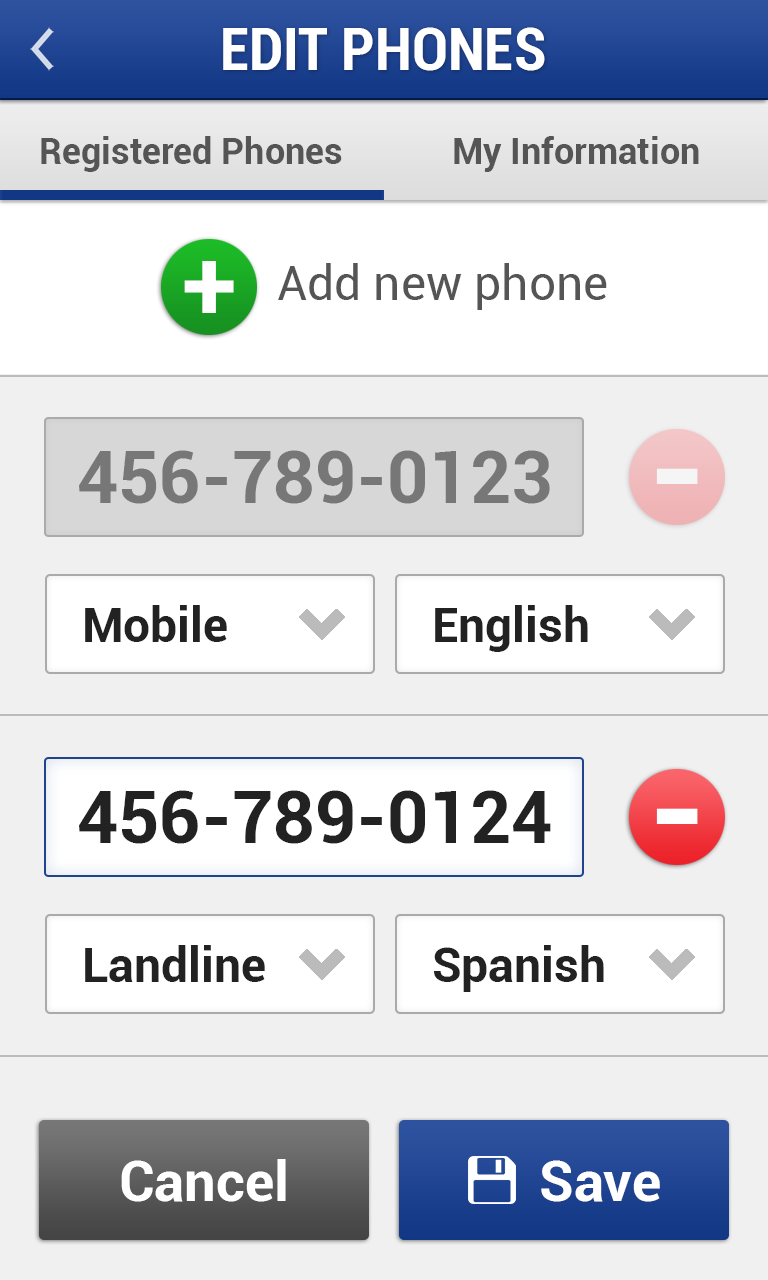 EDIT PHONES
Registered Phones My Information
Add new phone
456-789-0123
Mobile English
456-789-0124
Landline Spanish
Cancel Save